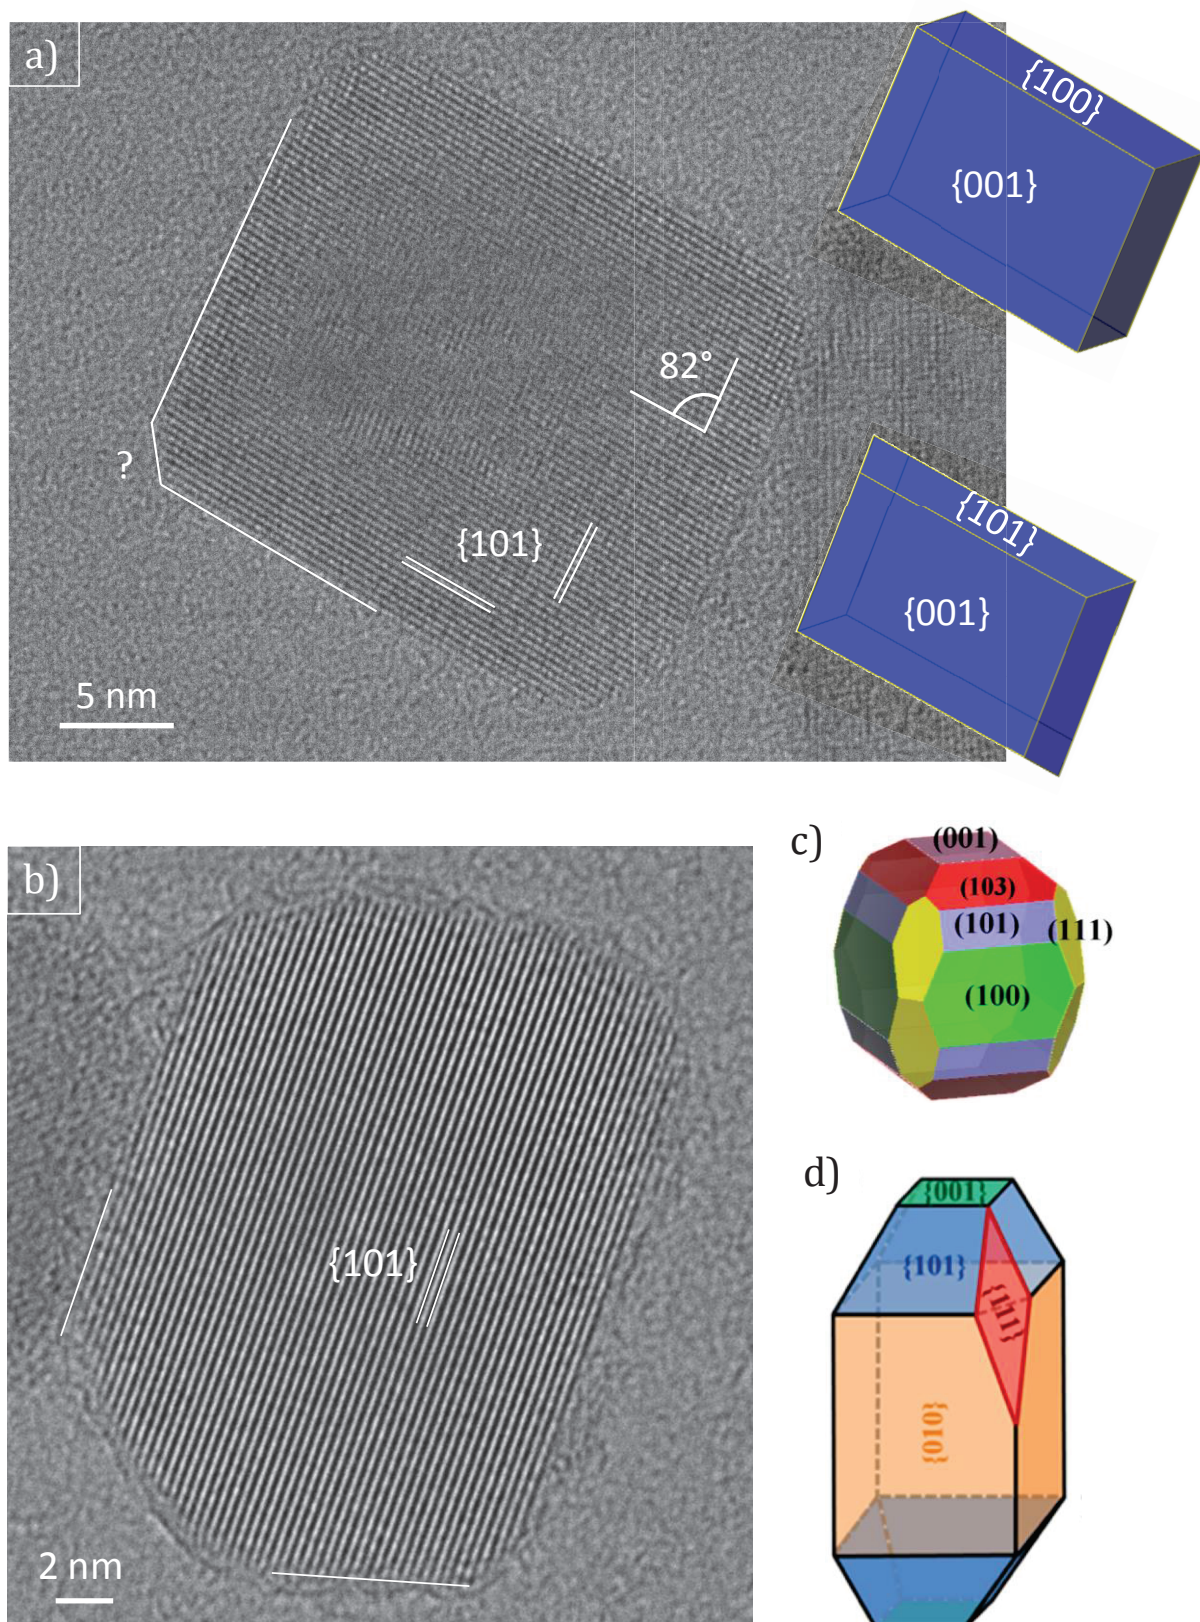 a)
{100}
{001}
82°
?
{101}
{101}
{001}
5 nm
b)
{101}
2 nm
c)
(001)
(103)
(101)
(111)
(100)
d)
{001}
{101}
{111}
{010}